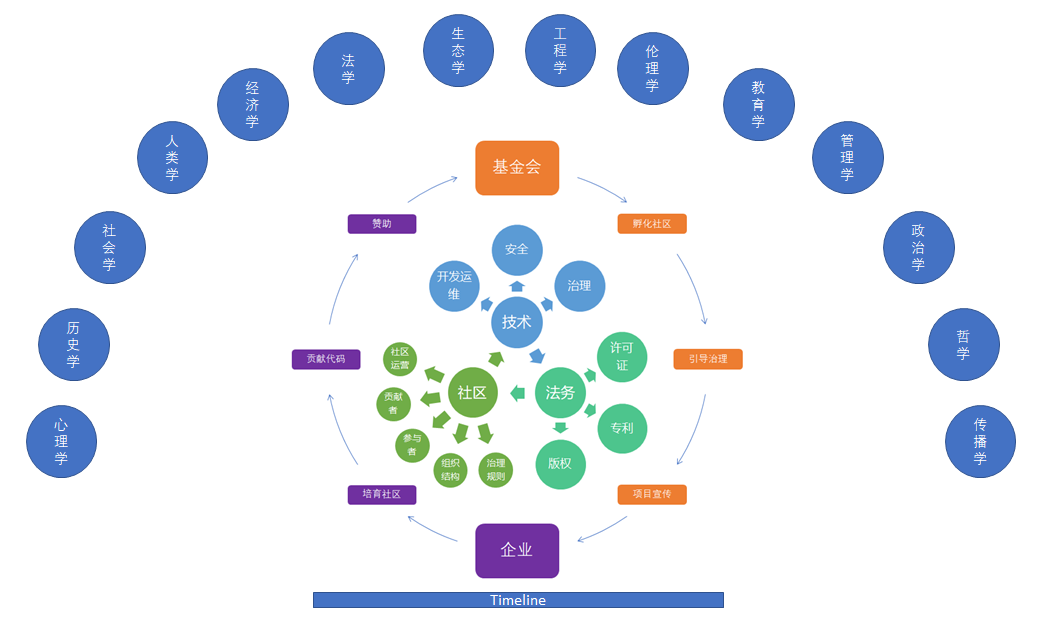 生
态
学
工
程
学
伦
理
学
法
学
经
济
学
教
育
学
人
类
学
管
理
学
社
会
学
政
治
学
历
史
学
哲
学
心
理
学
传
播
学
基金会
赞助
孵化社区
安全
开发运
维
治理
技术
贡献代码
引导治理
社区
运营
许可
证
社区
法务
贡献
者
专利
参与
者
版权
组织
结构
治理
规则
培育社区
项目宣传
企业
Timeline